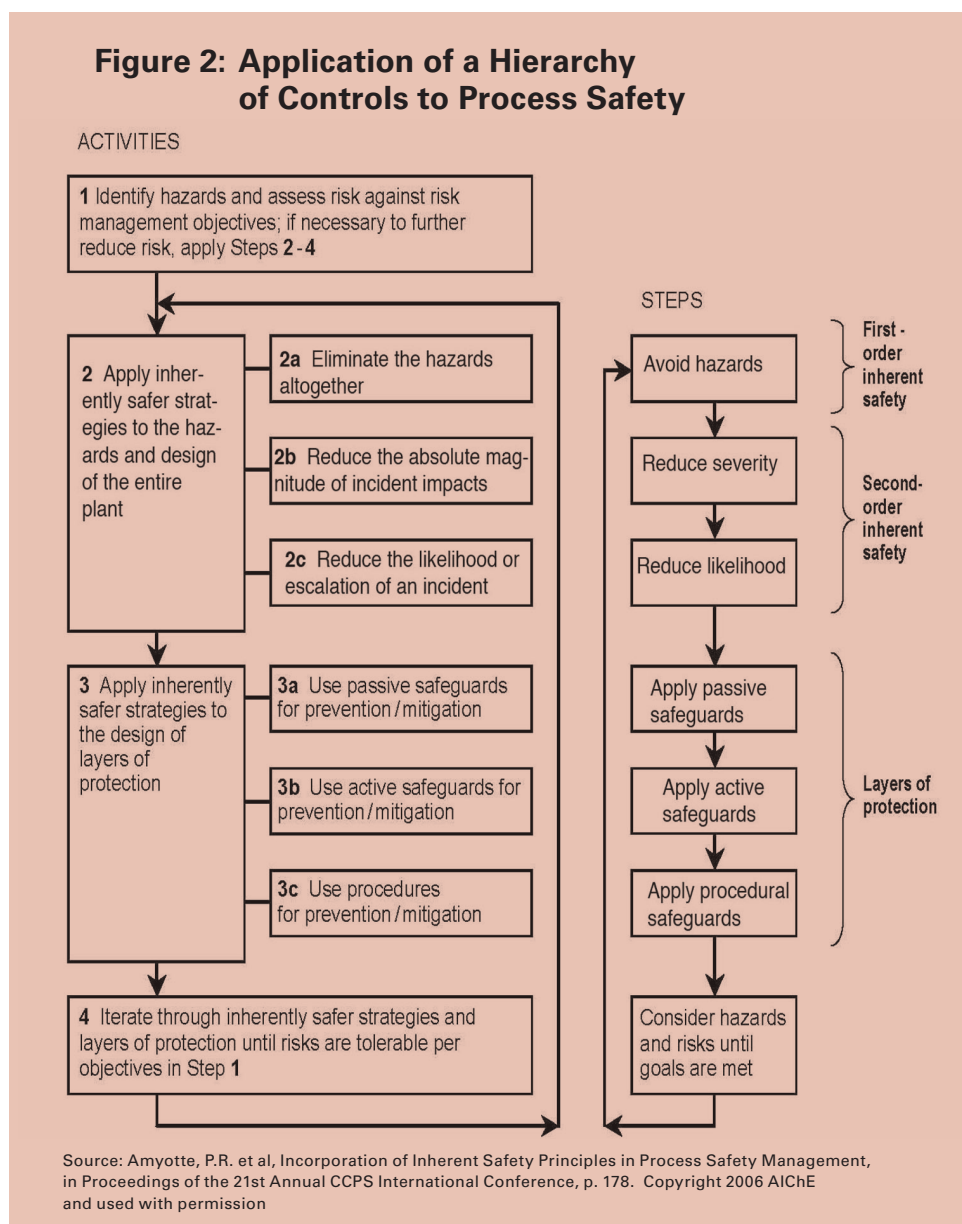 Figure 2: Application of a Hierarchy
of Controls to Process Safety
ACTIVITIES
1 Identify hazards and assess risk against risk
management objectives; if necessary to further
reduce risk, apply Steps 2 - 4
2 Apply inher-
ently safer strat-
egies to the haz-
ards and design
of the entire
plant
2a Eliminate the hazards
altogether
2b Reduce the absolute mag-
nitude of incident impacts
2c Reduce the likelihood or
escalation of an incident
3 Apply inherently
safer strategies to
the design of
layers of
protection
3a Use passive safeguards
for prevention / mitigation
3b Use active safeguards for
prevention / mitigation
3c Use procedures
for prevention / mitigation
4 Iterate through inherently safer strategies and
layers of protection until risks are tolerable per
objectives in Step 1
STEPS
Avoid hazards
First -
order
inherent
safety
Reduce severity
Reduce likelihood
Second-
order
inherent
safety
Apply passive
safeguards
Apply active
safeguards
Apply procedural
safeguards
Layers of
protection
Consider hazards
and risks until
goals are met
Source: Amyotte, P.R. et al, Incorporation of Inherent Safety Principles in Process Safety Management,
in Proceedings of the 21st Annual CCPS International Conference, p. 178. Copyright 2006 AIChE
and used with permission